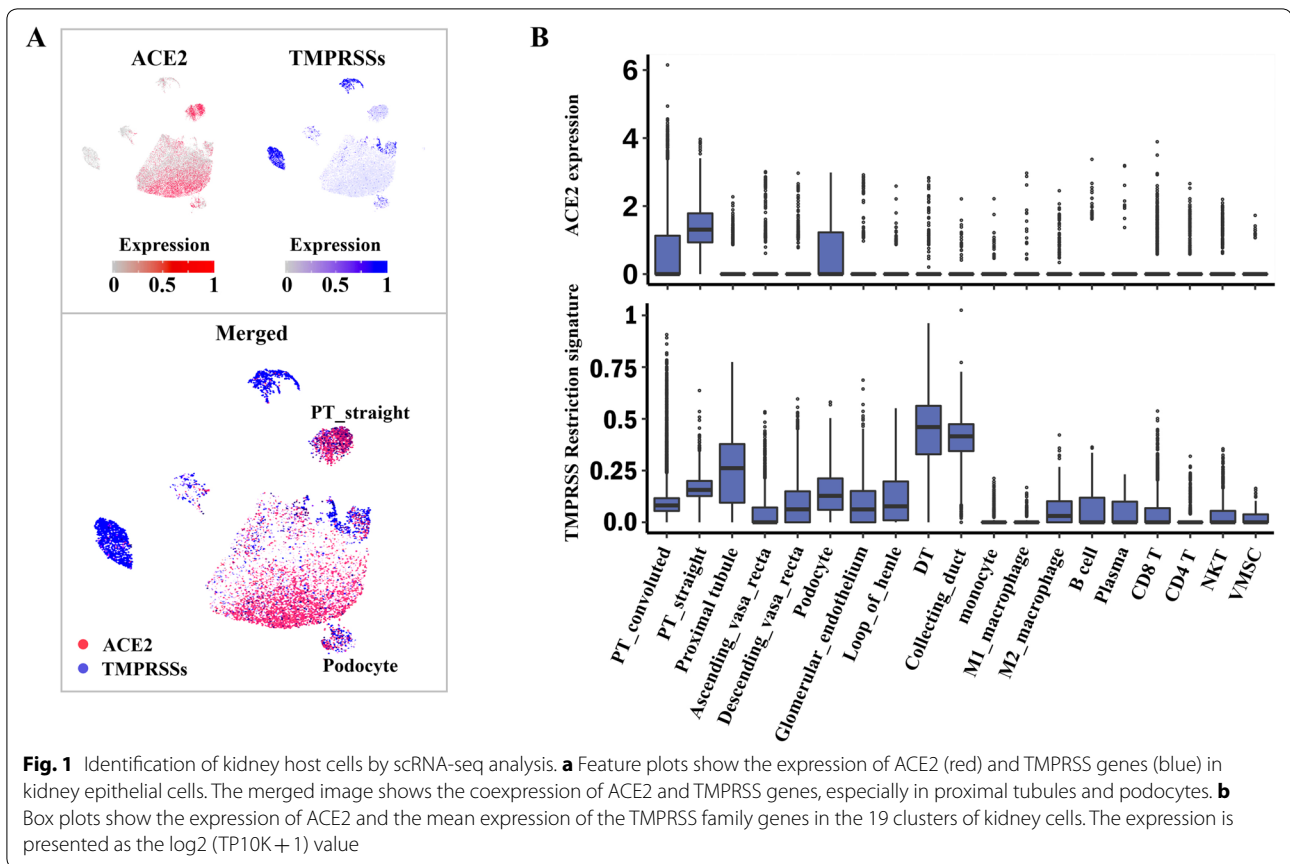 A
ACE2
TMPRSSs
Expression
Expression
0 0.5 1
0 0.5 1
Merged
PT_straight
Podocyte
ACE2
TMPRSSs
B
ACE2 expression
6
4
2
0
TMPRSS Restriction signature
1
0.75
0.5
0.25
0.0
PT_convoluted
PT_straight
Proximal tubule
Ascending_vasa_recta
Descending_vasa_recta
Podocyte
Glomerular_endothelium
Loop_of_henle
DT
Collecting_duct
monocyte
M1_macrophage
M2_macrophage
B cell
Plasma
CD8 T
CD4 T
NKT
VMSC
Fig. 1 Identification of kidney host cells by scRNA-seq analysis. a Feature plots show the expression of ACE2 (red) and TMPRSS genes (blue) in
kidney epithelial cells. The merged image shows the coexpression of ACE2 and TMPRSS genes, especially in proximal tubules and podocytes. b
Box plots show the expression of ACE2 and the mean expression of the TMPRSS family genes in the 19 clusters of kidney cells. The expression is
presented as the log2 (TP10K + 1) value